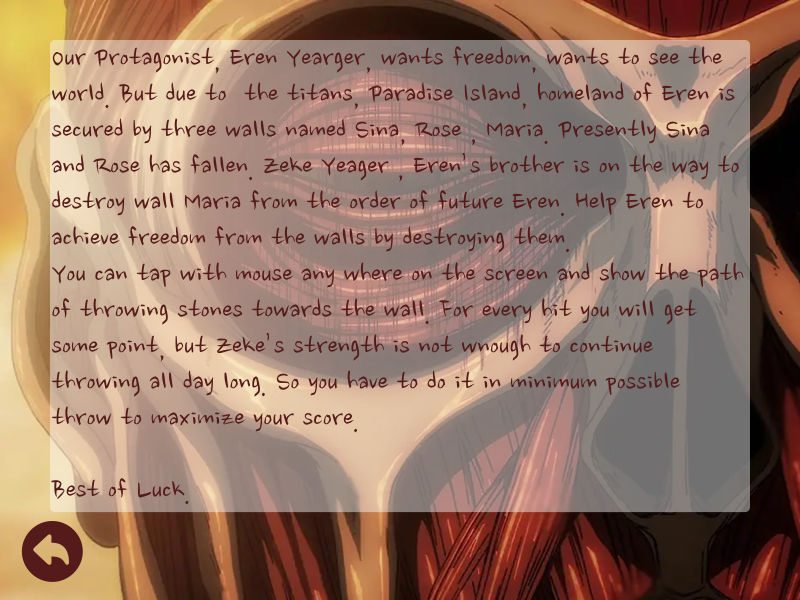 Our Protagonist, Eren Yearger, wants freedom, wants to see the
world. But due to  the titans, Paradise Island, homeland of Eren is
secured by three walls named Sina, Rose , Maria. Presently Sina
and Rose has fallen. Zeke Yeager , Eren's brother is on the way to
destroy wall Maria from the order of future Eren. Help Eren to
achieve freedom from the walls by destroying them.
You can tap with mouse any where on the screen and show the path
of throwing stones towards the wall. For every hit you will get
some point, but Zeke's strength is not wnough to continue
throwing all day long. So you have to do it in minimum possible
throw to maximize your score.
Best of Luck.